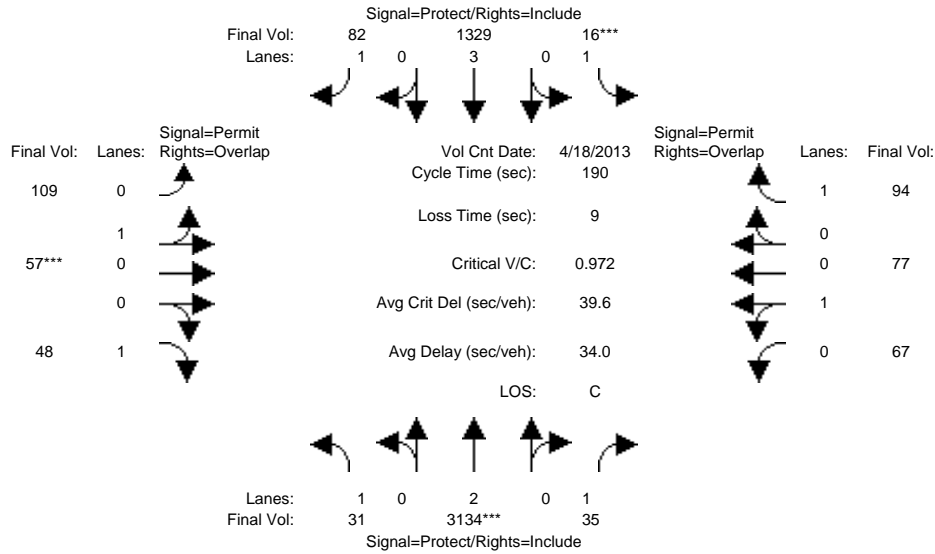 Signal=Protect/Rights=Include
Final Vol: 82 1329 16***
Lanes: 1 0 3 0 1
Signal=Permit Signal=Permit
Final Vol: Lanes: Rights=Overlap Vol Cnt Date: 4/18/2013 Rights=Overlap Lanes: Final Vol:
Cycle Time (sec): 190
109 0 1 94
Loss Time (sec): 9
1 0
57*** 0 Critical V/C: 0.972 0 77
0 Avg Crit Del (sec/veh): 39.6 1
48 1 Avg Delay (sec/veh): 34.0 0 67
LOS: C
Lanes: 1 0 2 0 1
Final Vol: 31 3134*** 35
Signal=Protect/Rights=Include